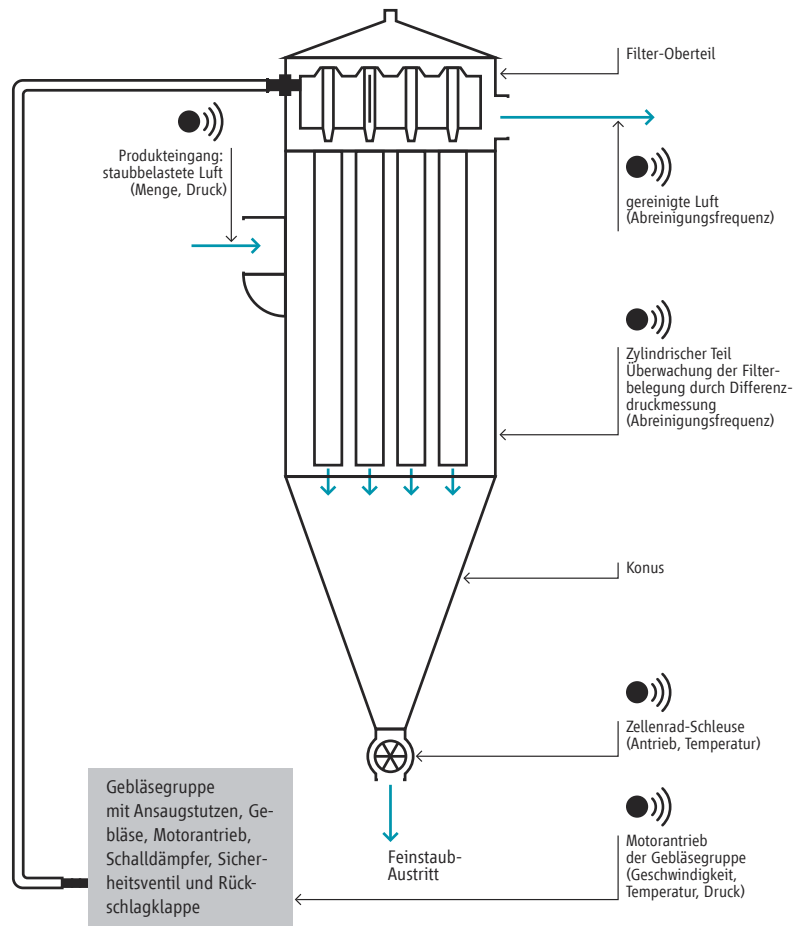 Filter-Oberteil
Produkteingang:
staubbelastete Luft
(Menge, Druck)
gereinigte Luft
(Abreinigungsfrequenz)
Zylindrischer Teil
Überwachung der Filter-
belegung durch Differenz-
druckmessung
(Abreinigungsfrequenz)
Konus
Zellenrad-Schleuse
(Antrieb, Temperatur)
Gebläsegruppe
mit Ansaugstutzen, Ge-
bläse, Motorantrieb,
Schalldämpfer, Sicher-
heitsventil und Rück-
schlagklappe
Feinstaub-
Austritt
Motorantrieb
der Gebläsegruppe
(Geschwindigkeit,
Temperatur, Druck)